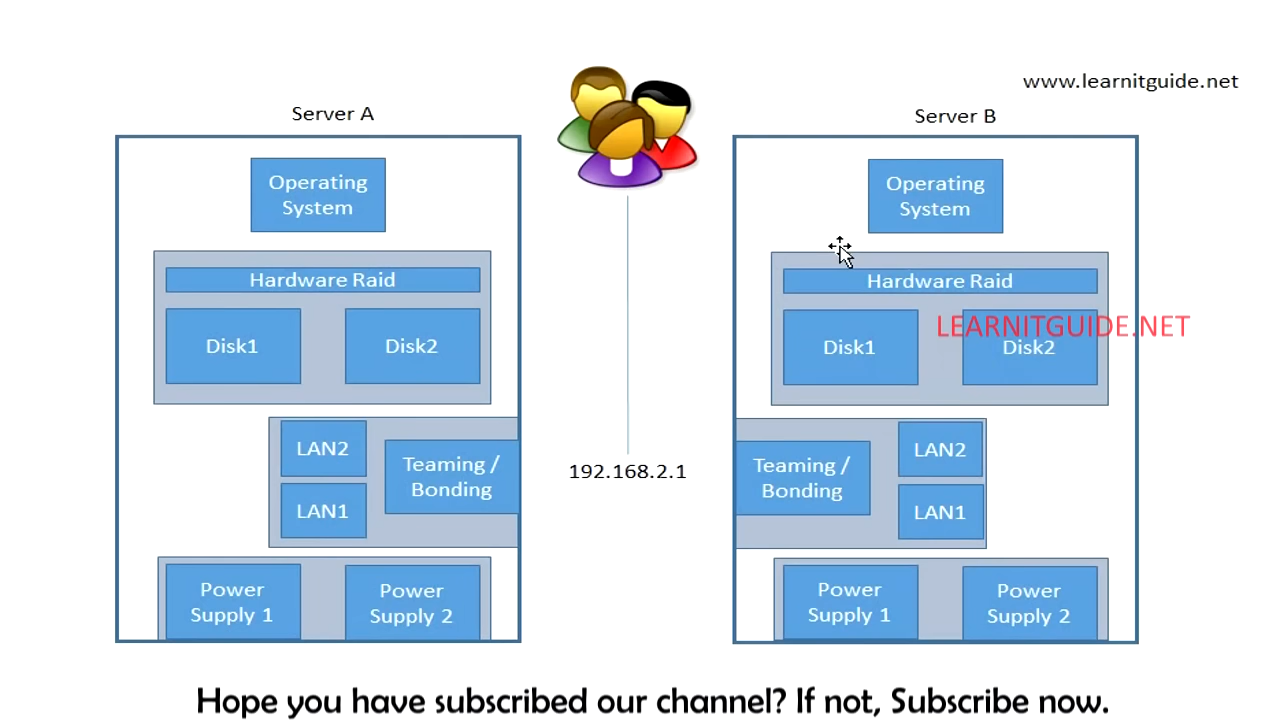 www.learnitguide.net
Server A
Server B
Operating
System
Hardware Raid
Disk1
Disk2
LAN2
LAN1
Teaming /
Bonding
Power
Supply 1
Power
Supply 2
192.168.2.1
Operating
System
Hardware Raid
LEARNITGUIDE.NET
Disk1
Disk2
Teaming /
Bonding
LAN2
LAN1
Power
Supply 1
Power
Supply 2
Hope you have subscribed our channel? If not, Subscribe now.